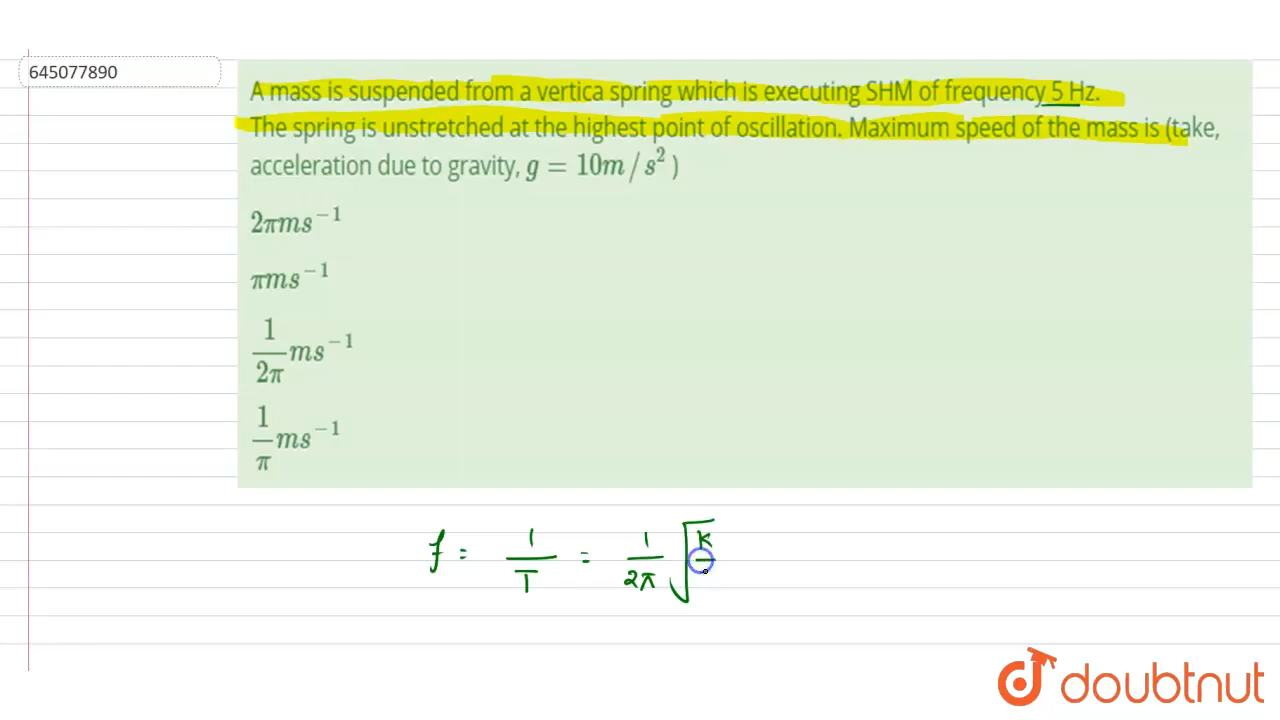 645077890
A mass is suspended from a vertica spring which is executing SHM of frequency 5 Hz.
The spring is unstretched at the highest point of oscillation. Maximum speed of the mass is (take,
acceleration due to gravity, g = 10m/s² )
2πms⁻¹
πms⁻¹
1/2π ms⁻¹
1/π ms⁻¹
f = 1/T = 1/2π √K
doubtnut